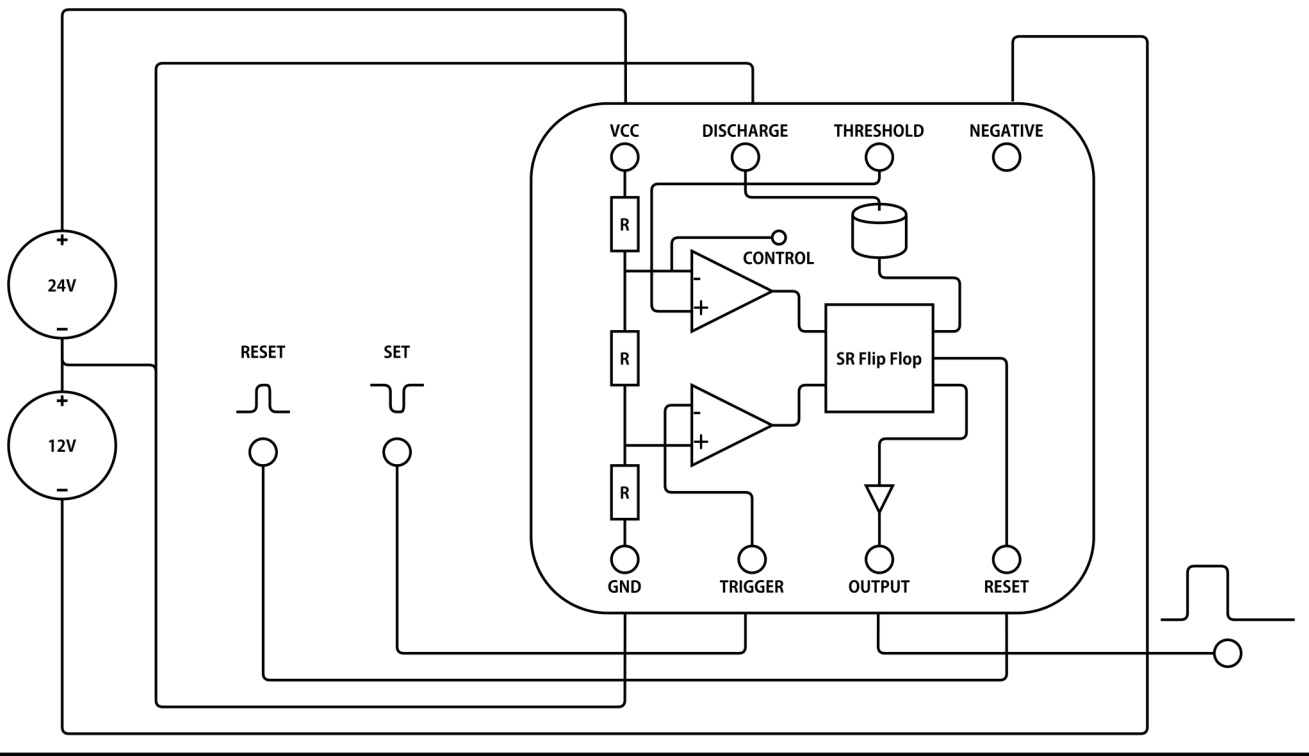 VCC
DISCHARGE
THRESHOLD
NEGATIVE
R
CONTROL
-
+
+
24V
-
RESET
SET
R
SR Flip Flop
+
12V
-
-
+
R
GND
TRIGGER
OUTPUT
RESET